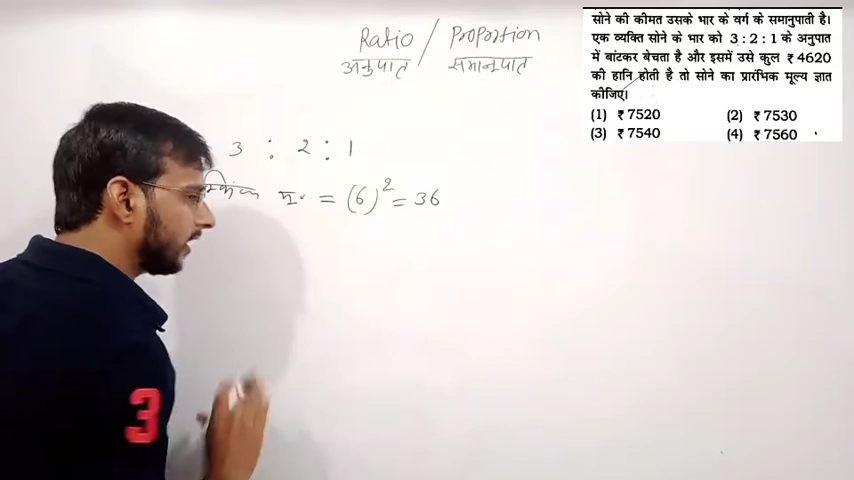 Ratio / Proportion
अनुपात समानुपात
3 : 2 : 1
मू. = (6)² = 36
सोने की कीमत उसके भार के वर्ग के समानुपाती है।
एक व्यक्ति सोने के भार को 3 : 2 : 1 के अनुपात
में बांटकर बेचता है और इसमें उसे कुल ₹ 4620
की हानि होती है तो सोने का प्रारंभिक मूल्य ज्ञात
कीजिए।
(1) ₹ 7520 (2) ₹ 7530
(3) ₹ 7540 (4) ₹ 7560
3